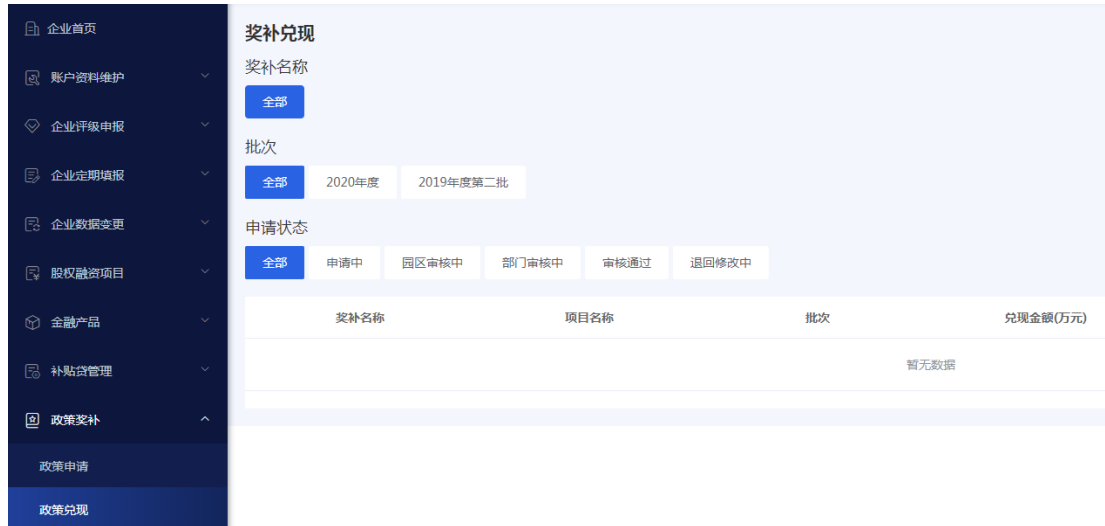 企业首页
账户资料维护
企业评级申报
企业定期填报
企业数据变更
股权融资项目
金融产品
补贴贷管理
政策奖补
政策申请
政策兑现
奖补兑现
奖补名称
全部
批次
全部 2020年度 2019年度第二批
申请状态
全部 申请中 园区审核中 部门审核中 审核通过 退回修改中
奖补名称 项目名称 批次 兑现金额(万元)
暂无数据